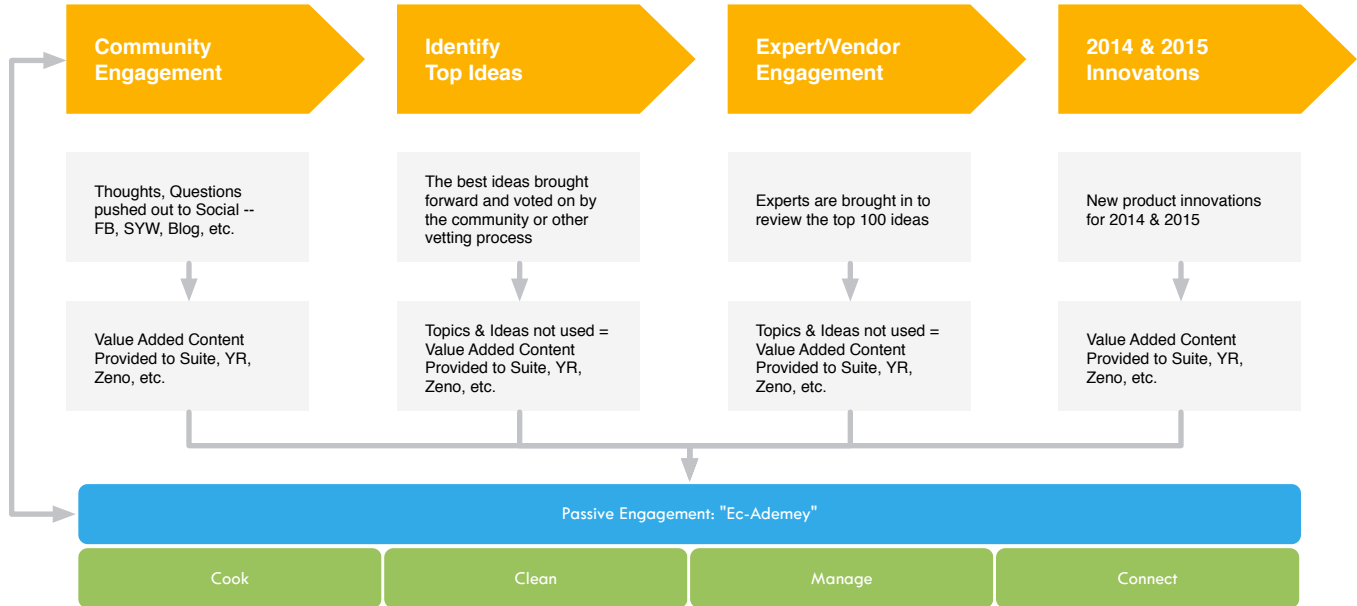 Community
Engagement
Identify
Top Ideas
Expert/Vendor
Engagement
2014 & 2015
Innovatons
Thoughts, Questions
pushed out to Social --
FB, SYW, Blog, etc.
The best ideas brought
forward and voted on by
the community or other
vetting process
Experts are brought in to
review the top 100 ideas
New product innovations
for 2014 & 2015
Value Added Content
Provided to Suite, YR,
Zeno, etc.
Topics & Ideas not used =
Value Added Content
Provided to Suite, YR,
Zeno, etc.
Topics & Ideas not used =
Value Added Content
Provided to Suite, YR,
Zeno, etc.
Value Added Content
Provided to Suite, YR,
Zeno, etc.
Passive Engagement: "Ec-Ademey"
Cook
Clean
Manage
Connect